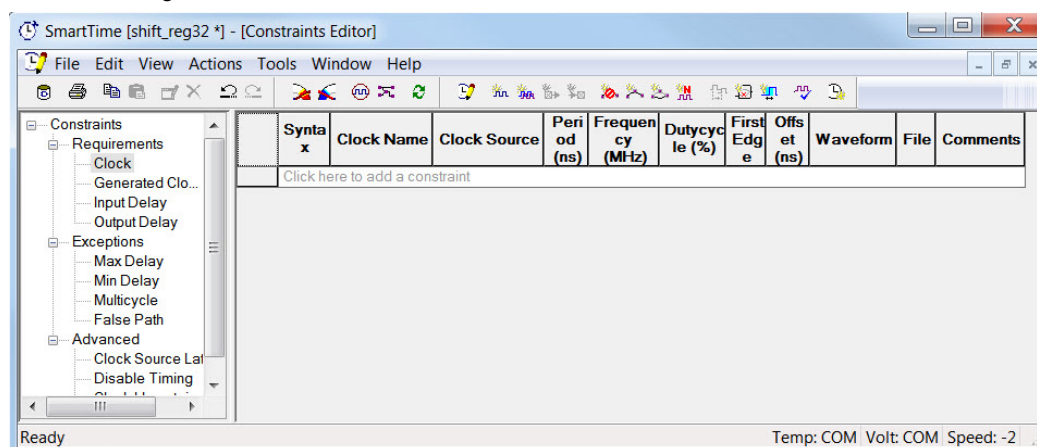 SmartTime [shift_reg32 *] - [Constraints Editor]
File Edit View Actions Tools Window Help
Constraints
Requirements
Clock
Generated Clo...
Input Delay
Output Delay
Exceptions
Max Delay
Min Delay
Multicycle
False Path
Advanced
Clock Source Lat
Disable Timing
Synta
x
Clock Name
Clock Source
Peri
od
(ns)
Frequen
cy
(MHz)
Dutycyc
le (%)
First
Edg
e
Offs
et
(ns)
Waveform
File
Comments
Click here to add a constraint
Ready
Temp: COM Volt: COM Speed: -2